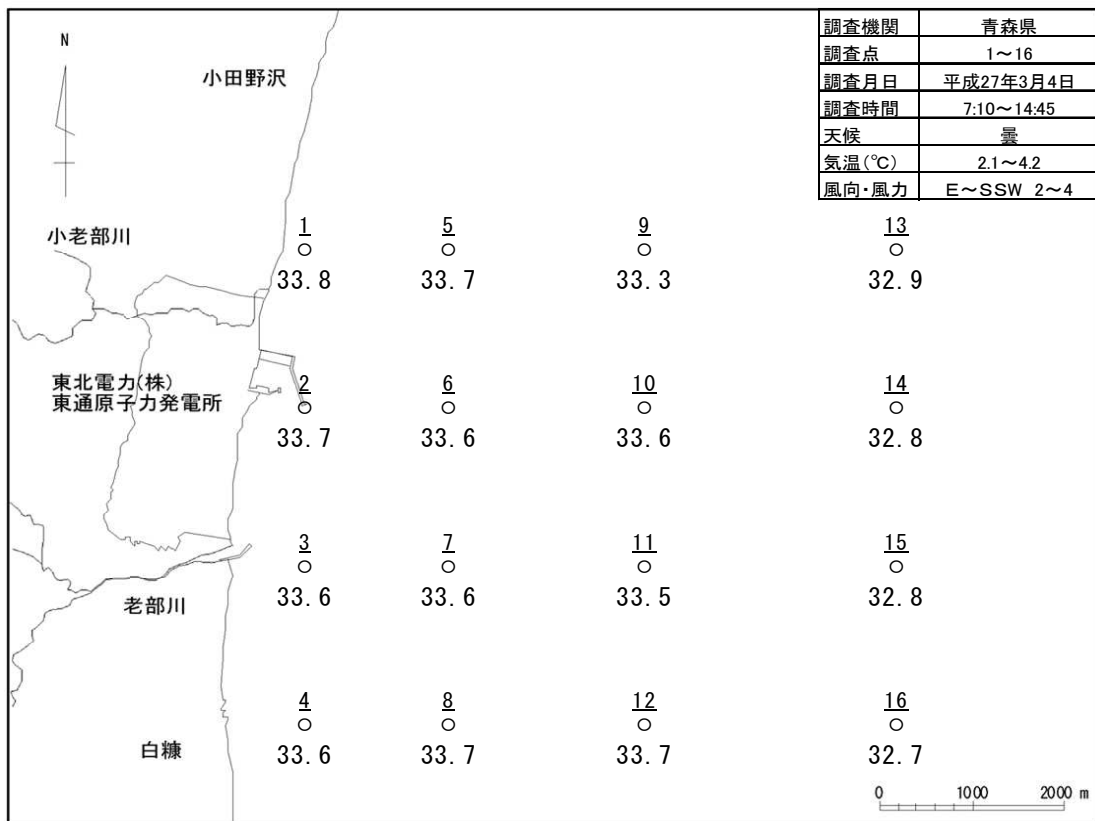 調査機関 青森県
調査点 1～16
調査月日 平成27年3月4日
調査時間 7:10～14:45
天候 曇
気温(℃) 2.1～4.2
風向・風力 E～SSW 2～4
N
小田野沢
小老部川
1 5 9 13
33.8 33.7 33.3 32.9
東北電力(株)
東通原子力発電所
2 6 10 14
33.7 33.6 33.6 32.8
3 7 11 15
33.6 33.6 33.5 32.8
老部川
4 8 12 16
33.6 33.7 33.7 32.7
白糠
0 1000 2000 m